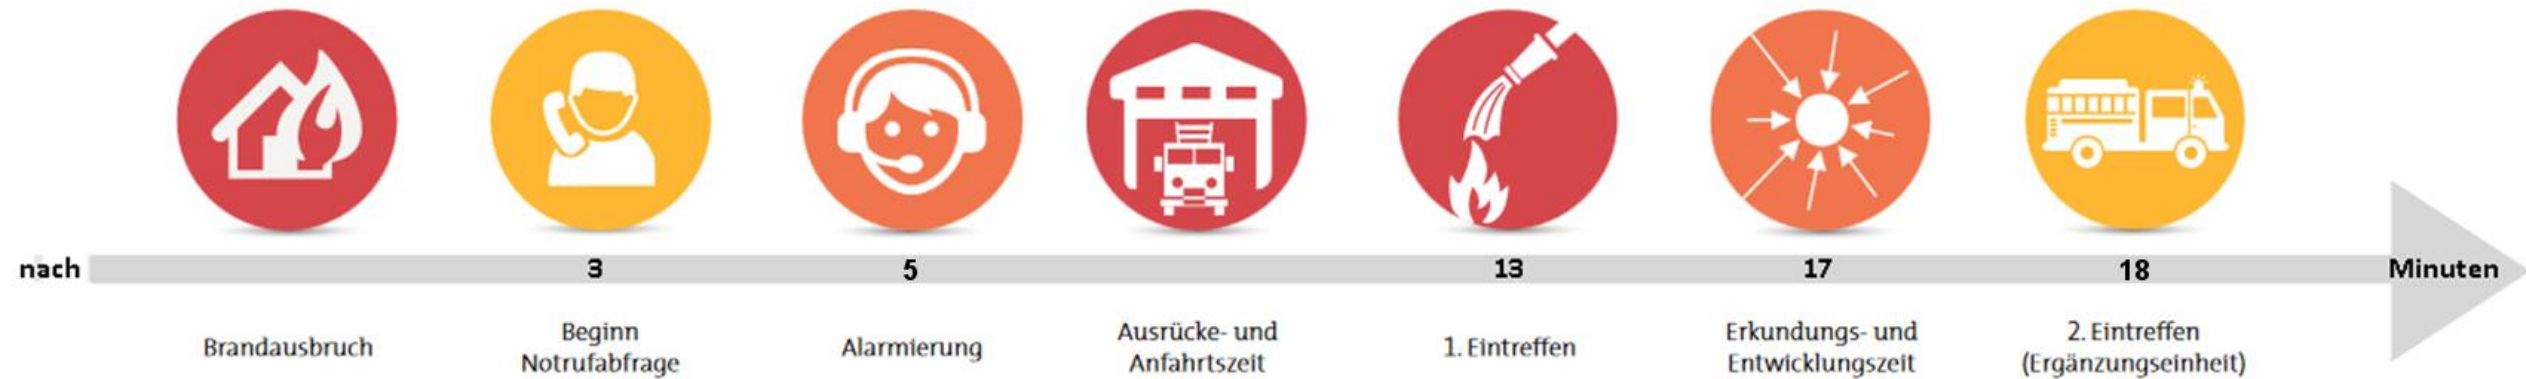 nach 3 5 13 17 18 Minuten
Brandausbruch
Beginn
Notrufabfrage
Alarmierung
Ausrücke- und
Anfahrtszeit
1. Eintreffen
Erkundungs- und
Entwicklungszeit
2. Eintreffen
(Ergänzungseinheit)